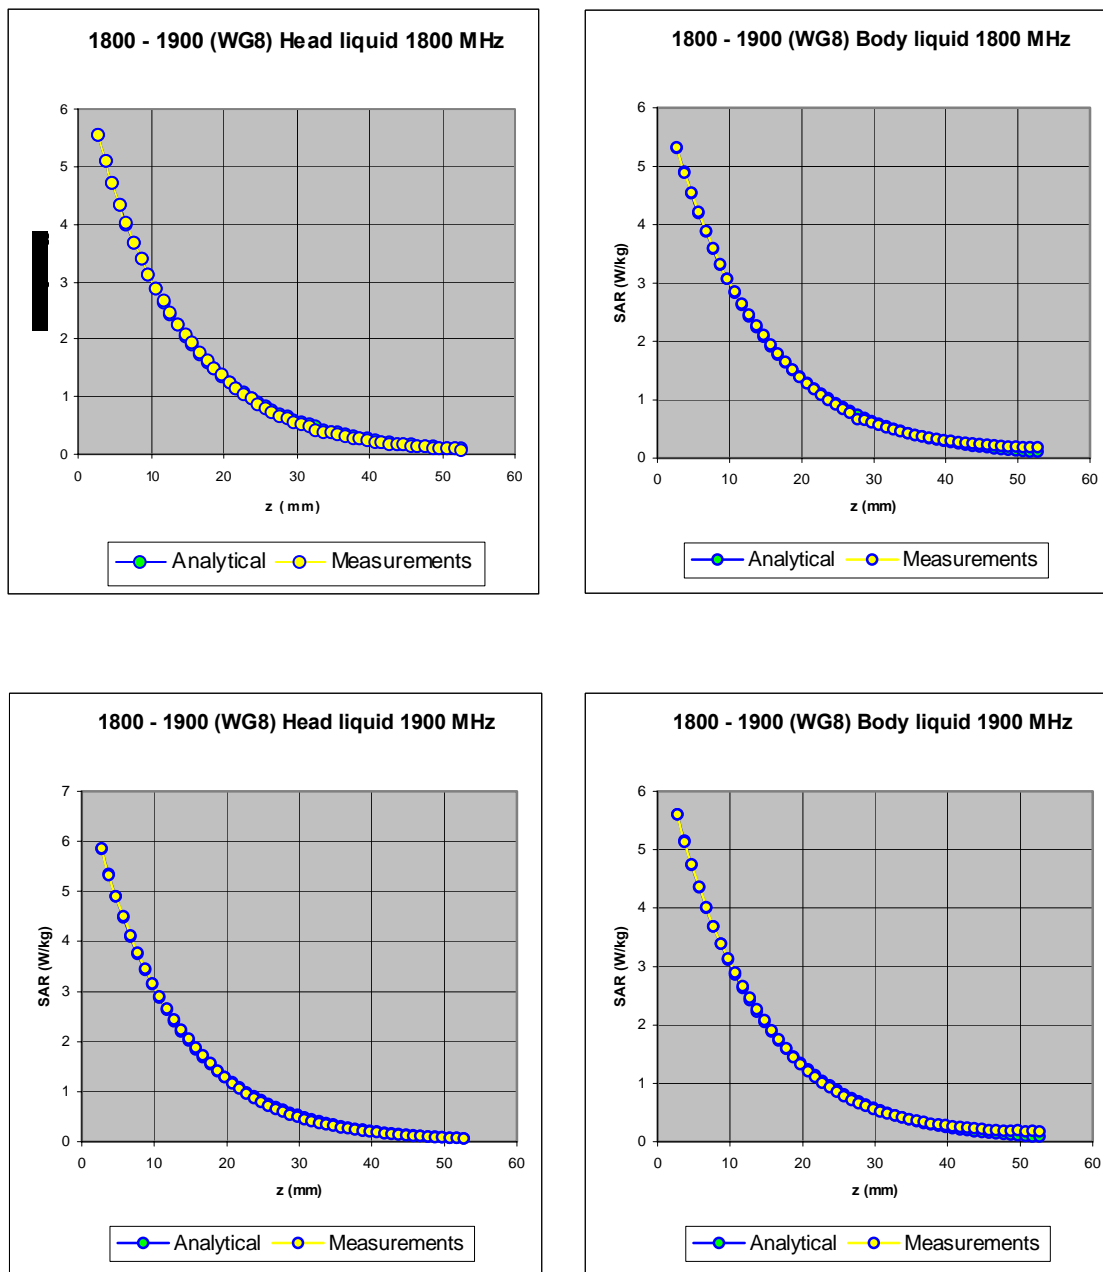 1800 - 1900 (WG8) Head liquid 1800 MHz
6
5
4
3
2
1
0
0 10 20 30 40 50 60
z (mm)
Analytical Measurements
1800 - 1900 (WG8) Body liquid 1800 MHz
SAR (W/kg)
6
5
4
3
2
1
0
0 10 20 30 40 50 60
z (mm)
Analytical Measurements
1800 - 1900 (WG8) Head liquid 1900 MHz
SAR (W/kg)
7
6
5
4
3
2
1
0
0 10 20 30 40 50 60
z (mm)
Analytical Measurements
1800 - 1900 (WG8) Body liquid 1900 MHz
SAR (W/kg)
6
5
4
3
2
1
0
0 10 20 30 40 50 60
z (mm)
Analytical Measurements